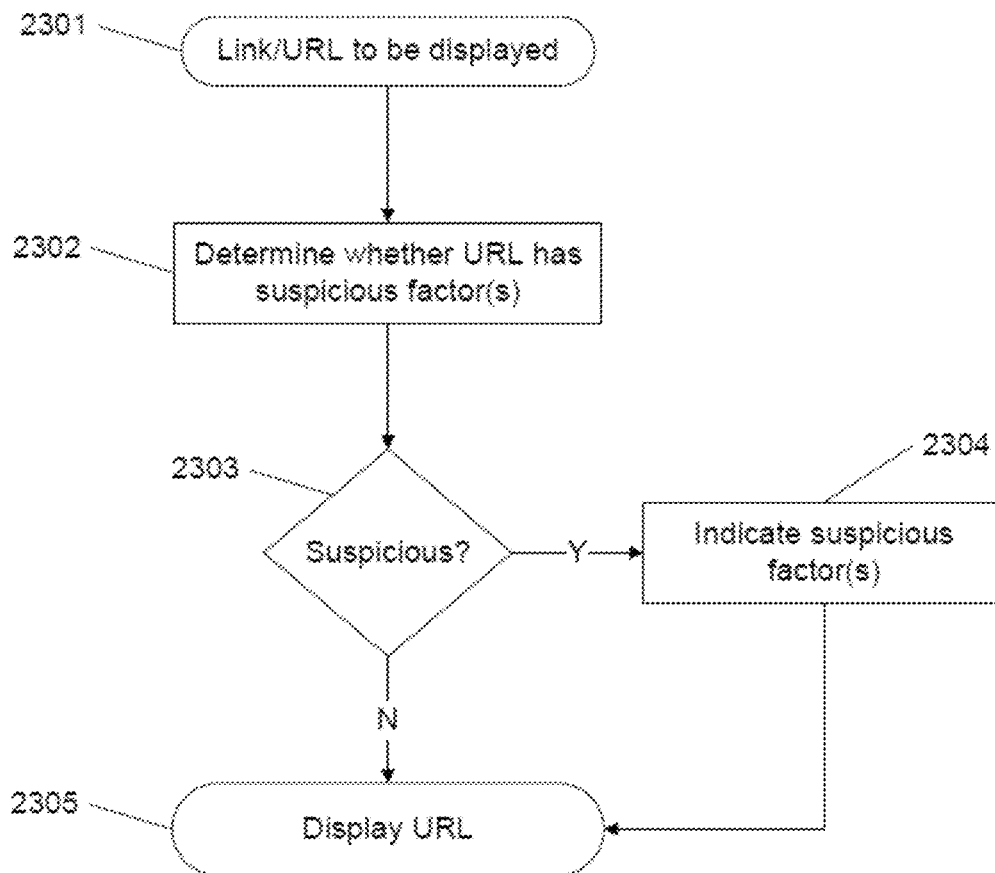 2301
Link/URL to be displayed
2302
Determine whether URL has
suspicious factor(s)
2303
Suspicious?
Y
2304
Indicate suspicious
factor(s)
N
2305
Display URL